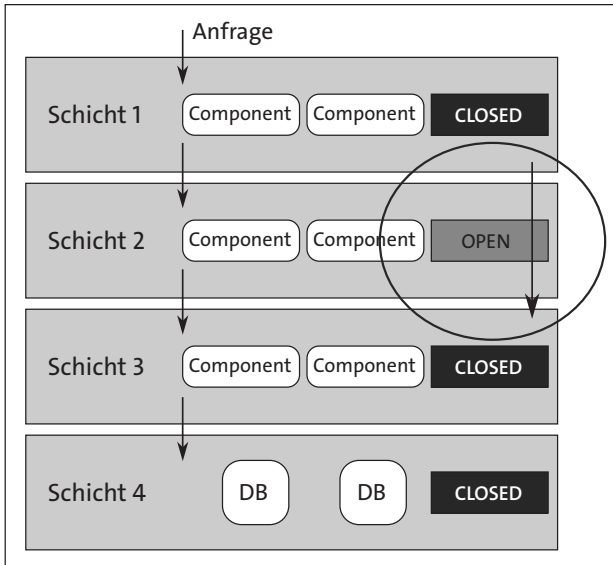 Anfrage
Schicht 1 Component Component CLOSED
Schicht 2 Component Component OPEN
Schicht 3 Component Component CLOSED
Schicht 4 DB DB CLOSED